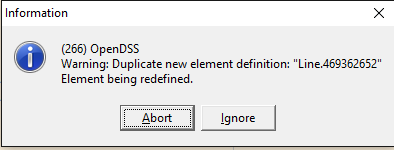 Information
(266) OpenDSS
Warning: Duplicate new element definition: "Line.469362652"
Element being redefined.
Abort
Ignore